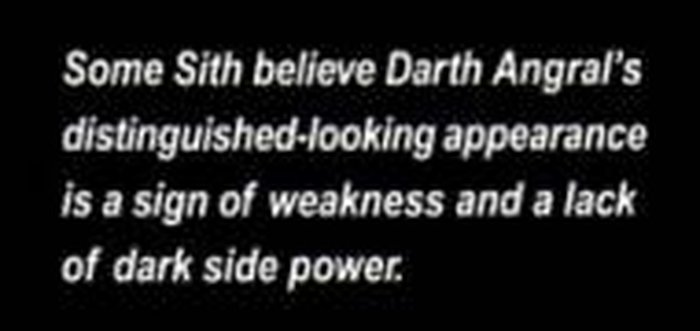 Some Sith believe Darth Angral's
distinguished-looking appearance
is a sign of weakness and a lack
of dark side power.